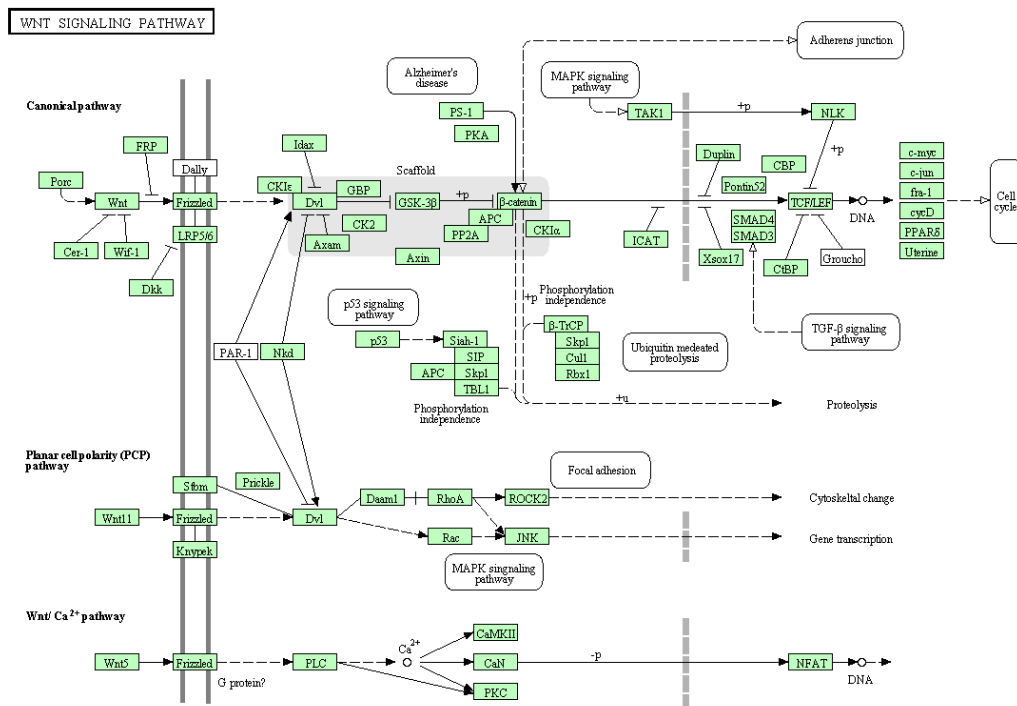 WNT SIGNALING PATHWAY
Adherens junction
Alzheimer's
disease
MAPK signaling
pathway
Canonical pathway
PS-1
TAK1
+p
NLK
PKA
FRP
Idax
Duplin
+p
c-myc
Dally
Scaffold
CBP
c-jun
Porc
CKIε
GBP
Pontin52
fra-1
Wnt
Frizzled
Dvl
GSK-3β
+p
β-catenin
TCF/LEF
DNA
Cell
cycle
CK2
APC
SMAD4
cycD
LRP5/6
PP2A
CKIα
ICAT
SMAD3
PPARδ
Cer-1
Wif-1
Axam
Axin
Xsox17
CtBP
Groucho
Uterine
Dkk
p53 signaling
pathway
+p
Phosphorylation
independence
TGF-β signaling
pathway
β-TrCP
p53
Siah-1
Skp1
PAR-1
Nkd
SIP
Cul1
Ubiquitin medeated
proteolysis
APC
Skp1
Rbx1
TBL1
+u
Proteolysis
Phosphorylation
independence
Planar cell polarity (PCP)
pathway
Focal adhesion
Stbm
Prickle
Daam1
RhoA
ROCK2
Cytoskeltal change
Wnt11
Frizzled
Dvl
Rac
JNK
Gene transcription
Knypek
MAPK singnaling
pathway
Wnt/ Ca2+ pathway
CaMKII
Ca2+
Wnt5
Frizzled
PLC
CaN
-p
NFAT
G protein?
PKC
DNA